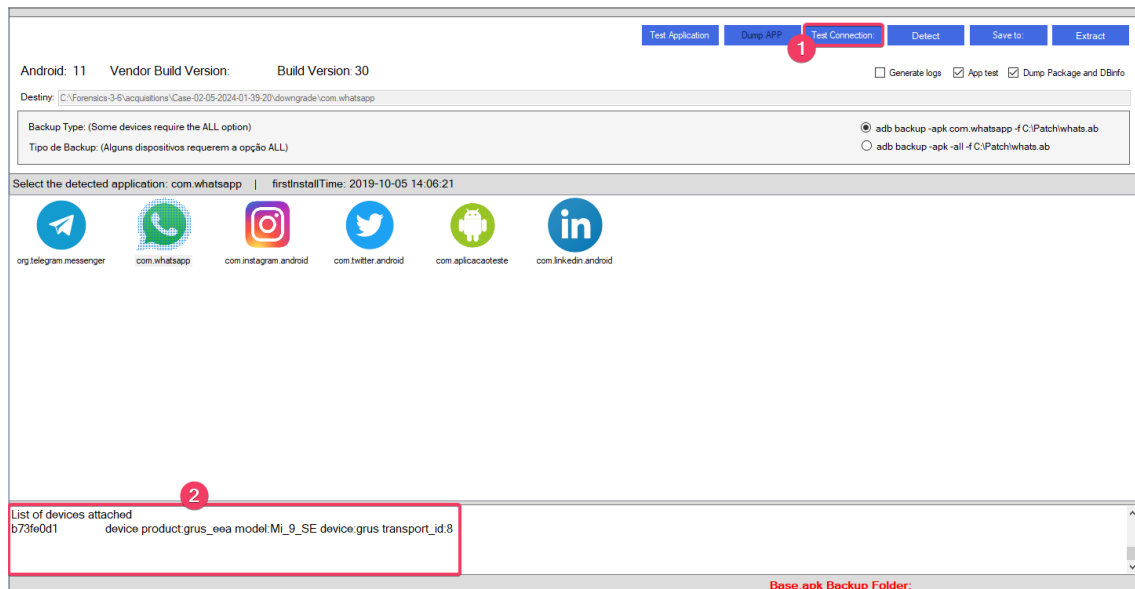 Test Application Dump APP Test Connection: Detect Save to: Extract
1
Android: 11 Vendor Build Version: Build Version: 30
Generate logs App test Dump Package and DBinfo
Destiny: C:\Forensics-3-6\acquisitions\Case-02-05-2024-01-39-20\downgrade\com.whatsapp
Backup Type: (Some devices require the ALL option) adb backup -apk com.whatsapp -f C:\Patch\whats.ab
Tipo de Backup: (Alguns dispositivos requerem a opção ALL) adb backup -apk -all -f C:\Patch\whats.ab
Select the detected application: com.whatsapp | firstInstallTime: 2019-10-05 14:06:21
in
org.telegram.messenger com.whatsapp com.instagram.android com.twitter.android com.aplicacaoteste com.linkedin.android
2
List of devices attached
b73fe0d1 device product:grus_eea model:Mi_9_SE device:grus transport_id:8
Base.apk Backup Folder: